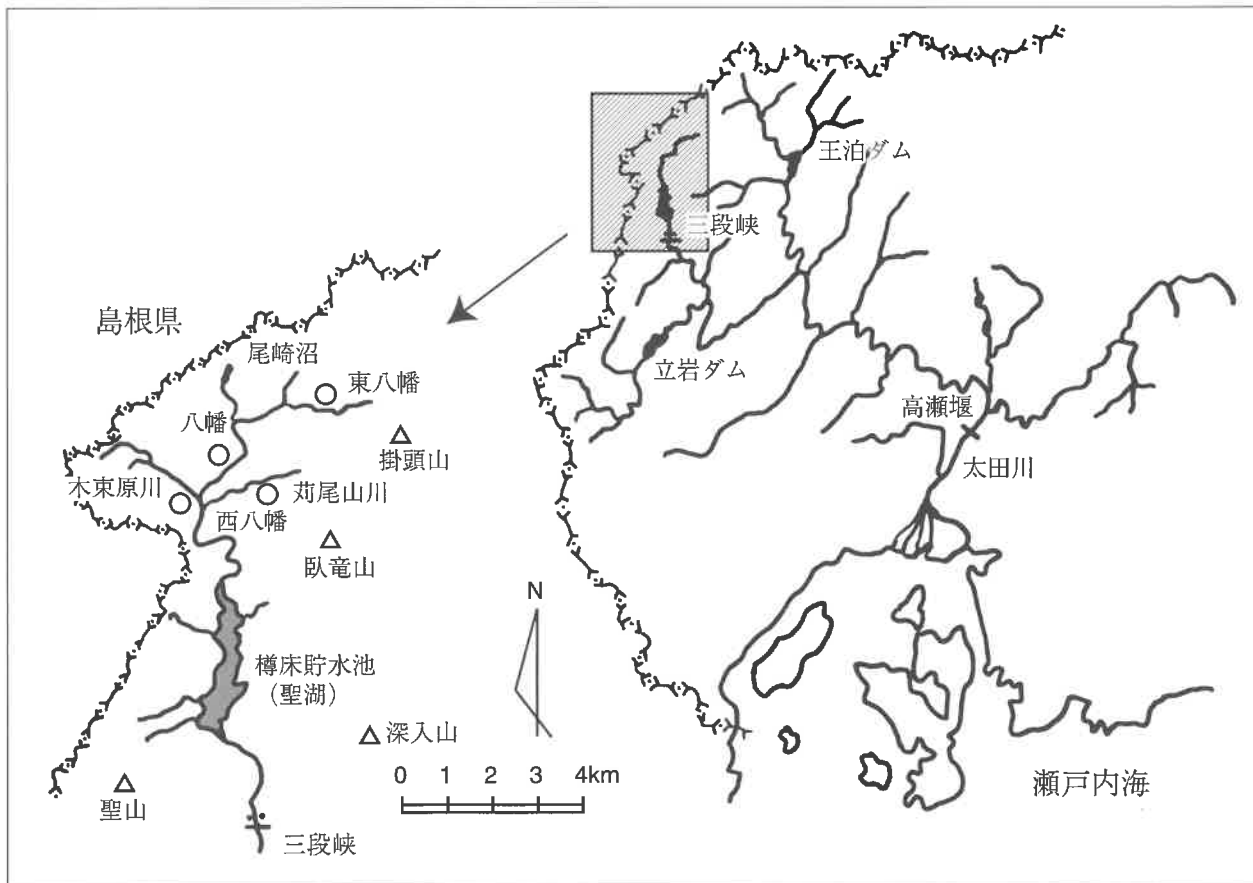 王泊ダム
三段峡
島根県
尾崎沼
東八幡
立岩ダム
八幡
掛頭山
高瀬堰
太田川
木束原川
苅尾山川
西八幡
臥竜山
N
樽床貯水池
（聖湖）
深入山
0 1 2 3 4km
聖山
瀬戸内海
三段峡